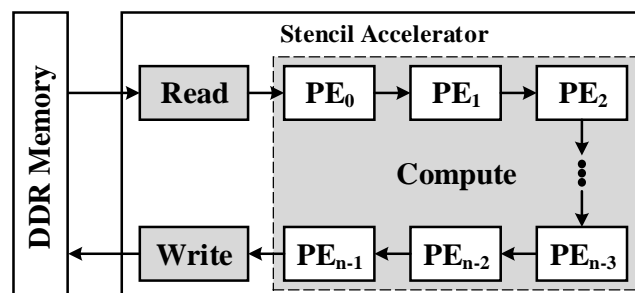 Stencil Accelerator
DDR Memory
Read
PE₀
PE₁
PE₂
Compute
Write
PEₙ₋₁
PEₙ₋₂
PEₙ₋₃